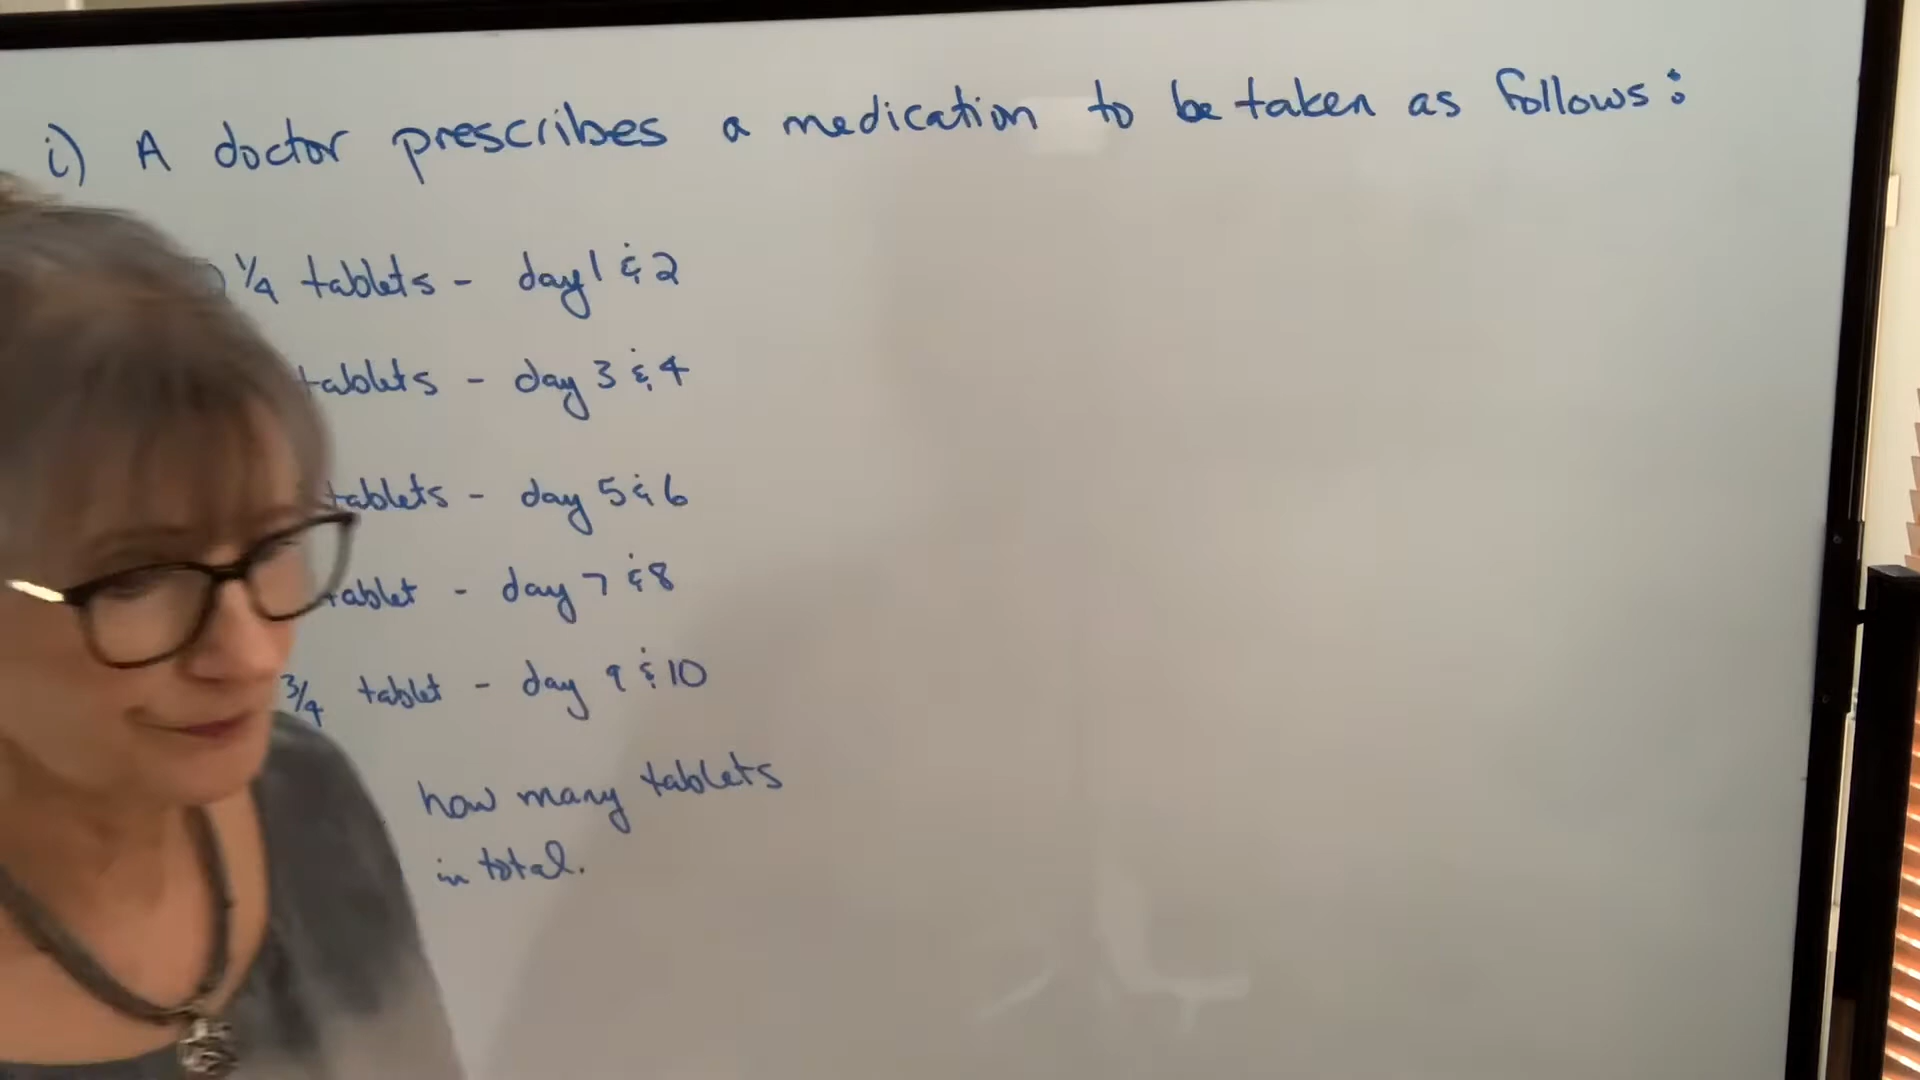 i) A doctor prescribes a medication to be taken as follows:
1/4 tablets - day 1 & 2
tablets - day 3 & 4
tablets - day 5 & 6
tablet - day 7 & 8
3/4 tablet - day 9 & 10
how many tablets
in total.